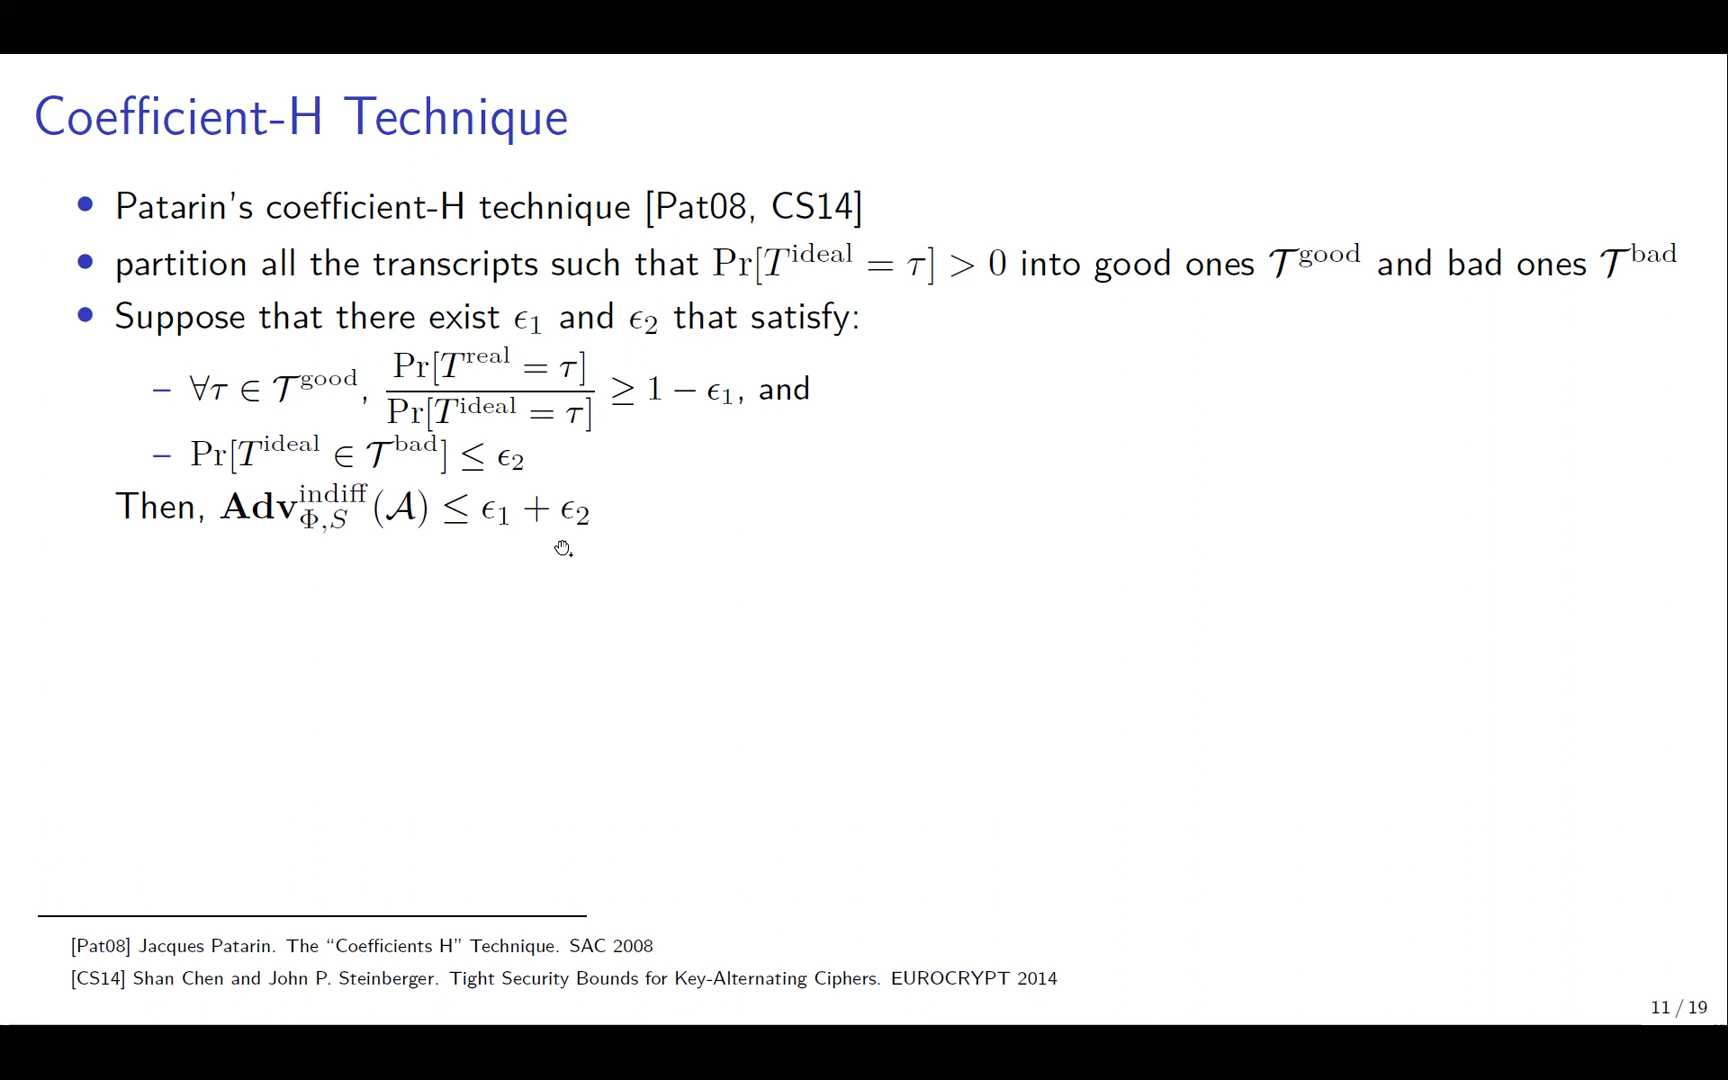 Coefficient-H Technique
• Patarin's coefficient-H technique [Pat08, CS14]
• partition all the transcripts such that Pr[T^ideal = τ] > 0 into good ones 𝒯^good and bad ones 𝒯^bad
• Suppose that there exist ϵ₁ and ϵ₂ that satisfy:
– ∀τ ∈ 𝒯^good, Pr[T^real = τ] / Pr[T^ideal = τ] ≥ 1 − ϵ₁, and
– Pr[T^ideal ∈ 𝒯^bad] ≤ ϵ₂
Then, Adv^indiff_Φ,S(𝒜) ≤ ϵ₁ + ϵ₂
[Pat08] Jacques Patarin. The “Coefficients H” Technique. SAC 2008
[CS14] Shan Chen and John P. Steinberger. Tight Security Bounds for Key-Alternating Ciphers. EUROCRYPT 2014
11 / 19